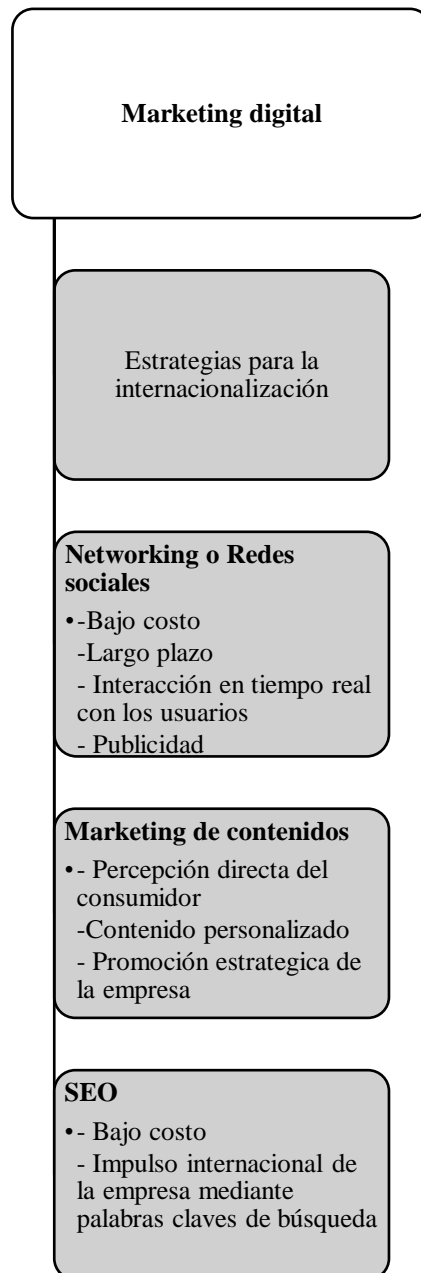 Marketing digital
Estrategias para la
internacionalización
Networking o Redes
sociales
•-Bajo costo
-Largo plazo
- Interacción en tiempo real
con los usuarios
- Publicidad
Marketing de contenidos
•- Percepción directa del
consumidor
-Contenido personalizado
- Promoción estrategica de
la empresa
SEO
•- Bajo costo
- Impulso internacional de
la empresa mediante
palabras claves de búsqueda